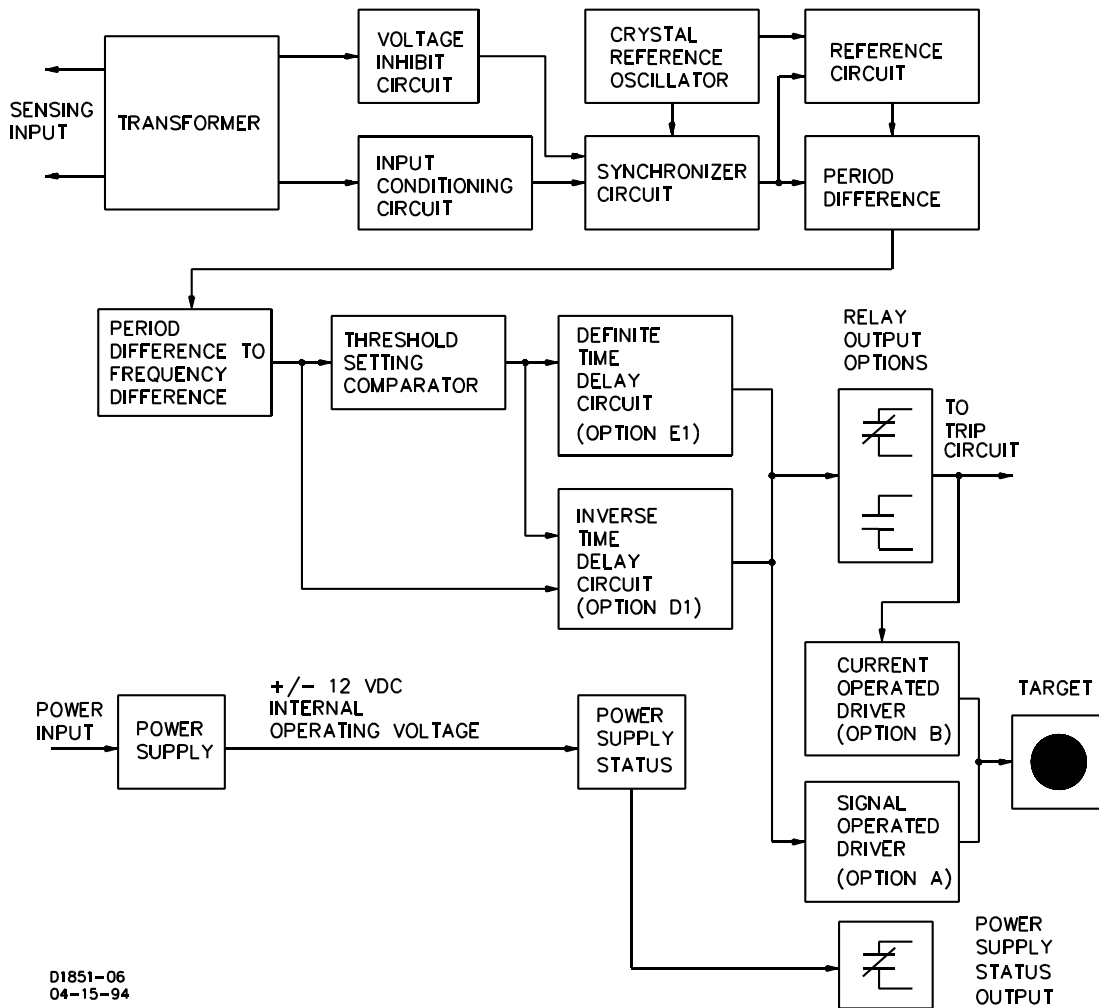 VOLTAGE
INHIBIT
CIRCUIT
CRYSTAL
REFERENCE
OSCILLATOR
REFERENCE
CIRCUIT
SENSING
INPUT
TRANSFORMER
INPUT
CONDITIONING
CIRCUIT
SYNCHRONIZER
CIRCUIT
PERIOD
DIFFERENCE
PERIOD
DIFFERENCE TO
FREQUENCY
DIFFERENCE
THRESHOLD
SETTING
COMPARATOR
DEFINITE
TIME
DELAY
CIRCUIT
(OPTION E1)
RELAY
OUTPUT
OPTIONS
TO
TRIP
CIRCUIT
INVERSE
TIME
DELAY
CIRCUIT
(OPTION D1)
CURRENT
OPERATED
DRIVER
(OPTION B)
TARGET
POWER
INPUT
POWER
SUPPLY
+/- 12 VDC
INTERNAL
OPERATING VOLTAGE
POWER
SUPPLY
STATUS
SIGNAL
OPERATED
DRIVER
(OPTION A)
POWER
SUPPLY
STATUS
OUTPUT
D1851-06
04-15-94